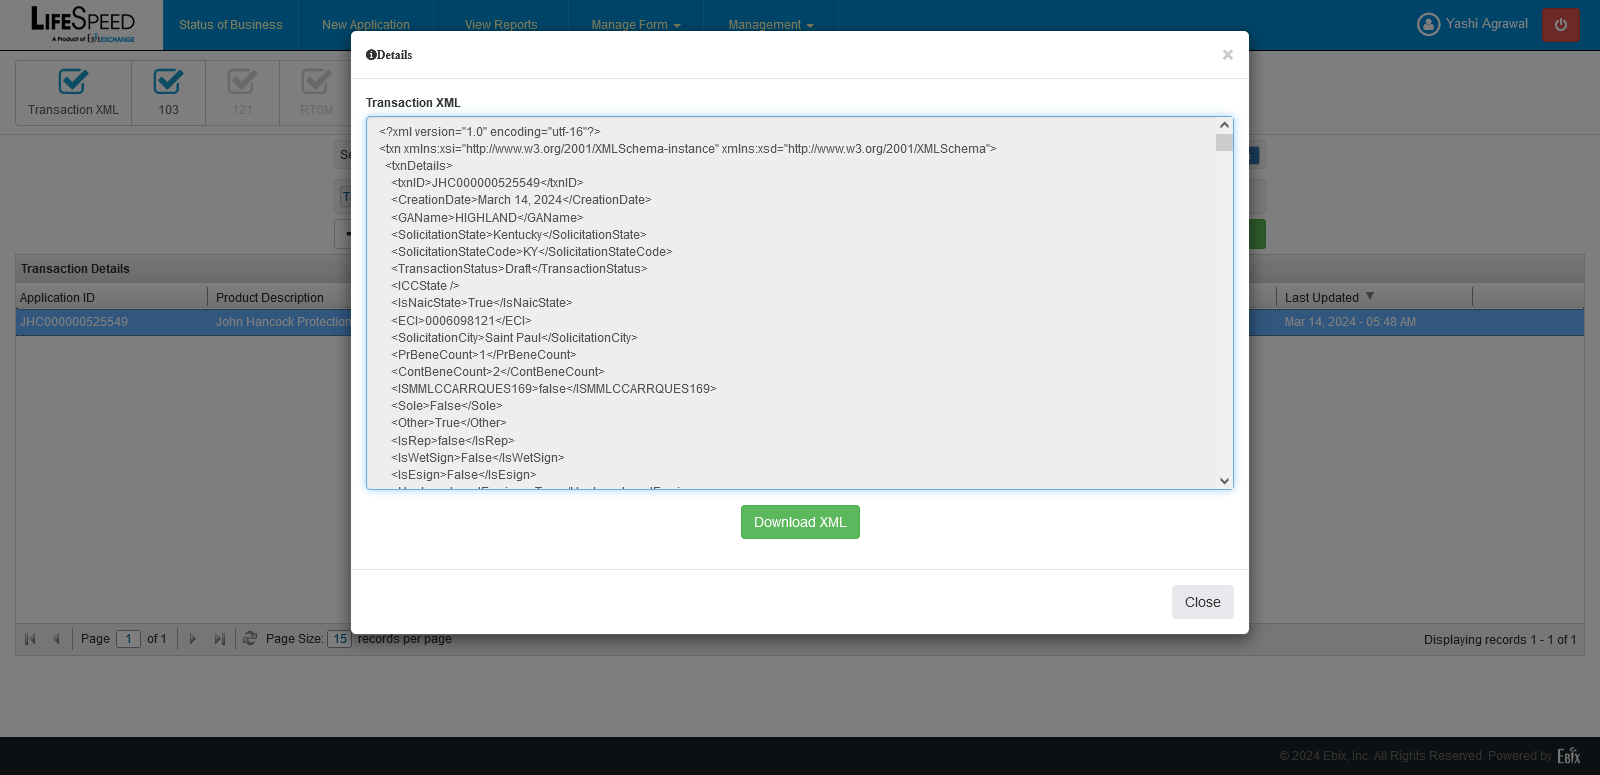 LIFESPEED
A Product of EbixEXCHANGE
Status of Business
New Application
View Reports
Manage Form
Management
Yashi Agrawal
Details
×
Transaction XML
103
121
RTSM
Transaction XML
<?xml version="1.0" encoding="utf-16"?>
<txn xmlns:xsi="http://www.w3.org/2001/XMLSchema-instance" xmlns:xsd="http://www.w3.org/2001/XMLSchema">
<txnDetails>
<txnID>JHC000000525549</txnID>
<CreationDate>March 14, 2024</CreationDate>
<GAName>HIGHLAND</GAName>
<SolicitationState>Kentucky</SolicitationState>
<SolicitationStateCode>KY</SolicitationStateCode>
<TransactionStatus>Draft</TransactionStatus>
<ICCState />
<IsNaicState>True</IsNaicState>
<ECI>0006098121</ECI>
<SolicitationCity>Saint Paul</SolicitationCity>
<PrBeneCount>1</PrBeneCount>
<ContBeneCount>2</ContBeneCount>
<ISMMLCCARRQUES169>false</ISMMLCCARRQUES169>
<Sole>False</Sole>
<Other>True</Other>
<IsRep>false</IsRep>
<IsWetSign>False</IsWetSign>
<IsEsign>False</IsEsign>
Download XML
Close
Transaction Details
Application ID
Product Description
Last Updated
JHC000000525549
John Hancock Protection
Mar 14, 2024 - 05:48 AM
Page 1 of 1
Page Size: 15 records per page
Displaying records 1 - 1 of 1
© 2024 Ebix, Inc. All Rights Reserved. Powered by EBIX